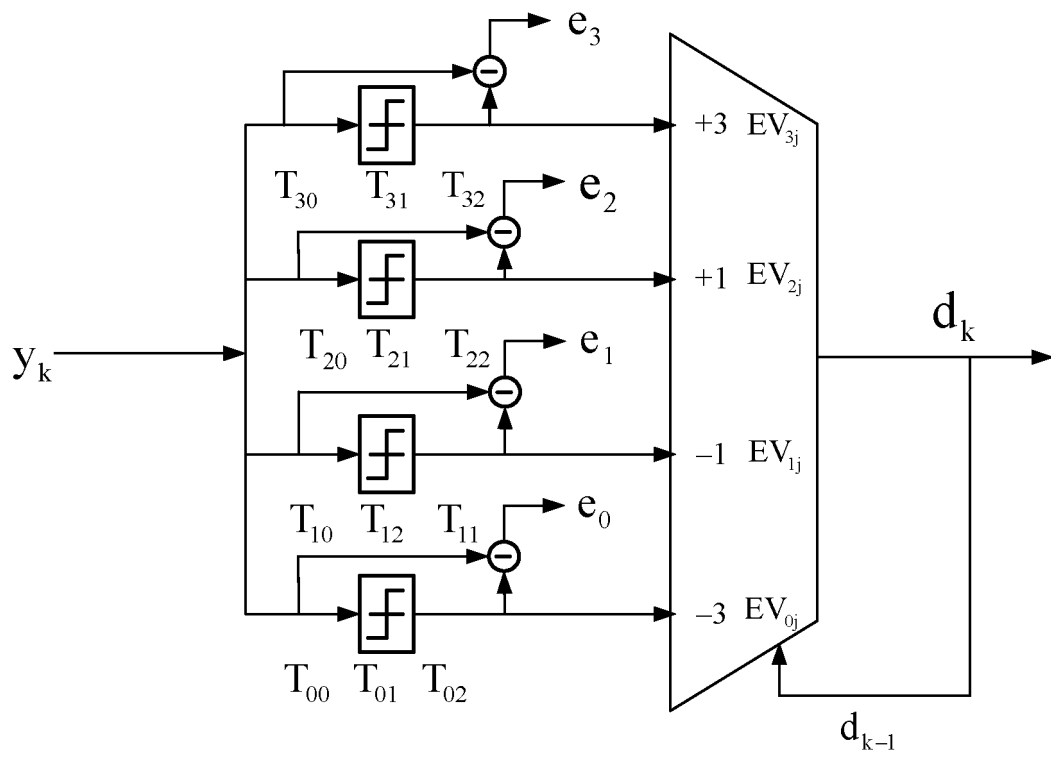 e3
+3 EV3j
T30 T31 T32
e2
+1 EV2j
dk
T20 T21 T22
e1
yk
−1 EV1j
T10 T12 T11
e0
−3 EV0j
T00 T01 T02
dk−1